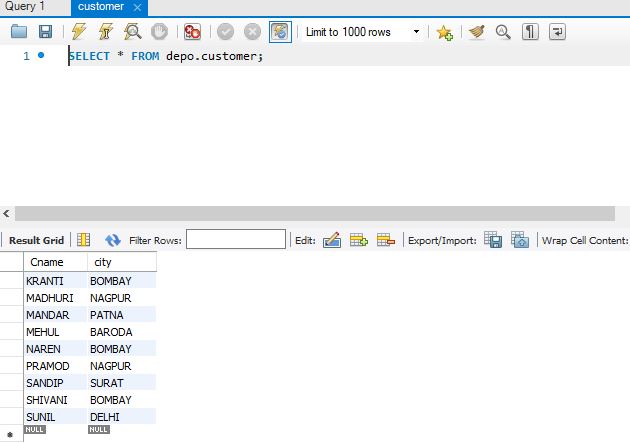 Query 1 customer
Limit to 1000 rows
1 SELECT * FROM depo.customer;
Result Grid Filter Rows: Edit: Export/Import: Wrap Cell Content:
Cname city
KRANTI BOMBAY
MADHURI NAGPUR
MANDAR PATNA
MEHUL BARODA
NAREN BOMBAY
PRAMOD NAGPUR
SANDIP SURAT
SHIVANI BOMBAY
SUNIL DELHI
NULL NULL